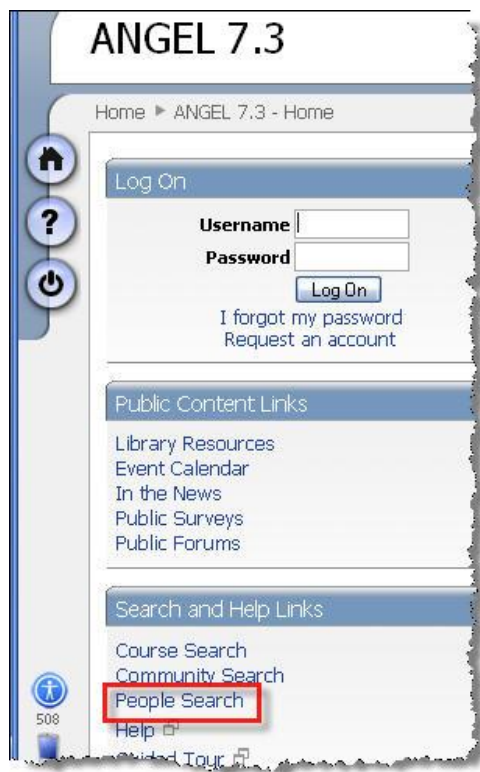 ANGEL 7.3
Home ▶ ANGEL 7.3 - Home
Log On
Username
Password
Log On
I forgot my password
Request an account
?
Public Content Links
Library Resources
Event Calendar
In the News
Public Surveys
Public Forums
Search and Help Links
Course Search
Community Search
People Search
Help
Guided Tour
508